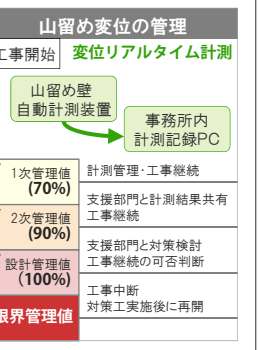 山留め変位の管理
工事開始
変位リアルタイム計測
山留め壁
自動計測装置
事務所内
計測記録PC
1次管理値
(70%)
計測管理・工事継続
2次管理値
(90%)
支援部門と計測結果共有
工事継続
設計管理値
(100%)
支援部門と対策検討
工事継続の可否判断
限界管理値
工事中断
対策工実施後に再開